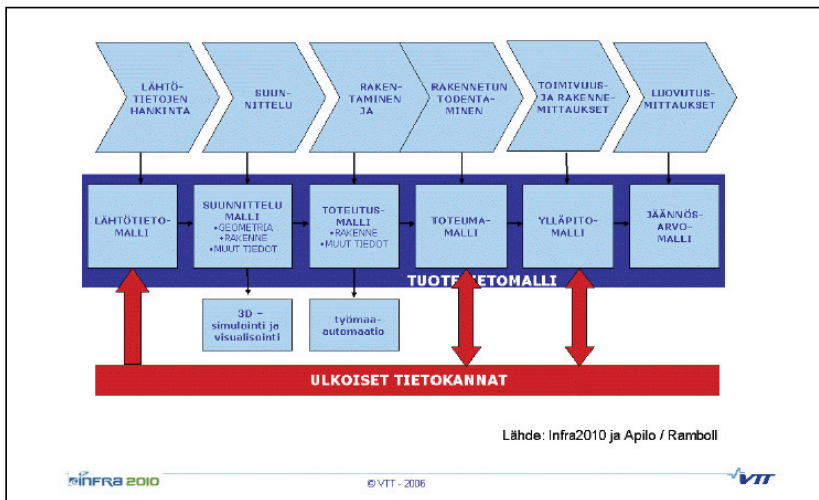 LÄHTÖ-
TIETOJEN
HANKINTA
SUUN-
NITTELU
RAKEN-
TAMINEN
JA
RAKENNETUN
TODENTA-
MINEN
TOIMIVUUS-
JA RAKENNE-
MITTAUKSET
LUOVUTUS-
MITTAUKSET
LÄHTÖTIETO-
MALLI
SUUNNITTELU
MALLI
•GEOMETRIA
•RAKENNE
•MUUT TIEDOT
TOTEUTUS-
MALLI
•RAKENNE
•MUUT TIEDOT
TOTEUMA-
MALLI
YLLÄPITO-
MALLI
JÄÄNNÖS-
ARVO-
MALLI
TUOTETIETOMALLI
3D –
simulointi ja
visualisointi
työmaa-
automaatio
ULKOISET TIETOKANNAT
Lähde: Infra2010 ja Apilo / Ramboll
INFRA 2010
© VTT - 2006
VTT